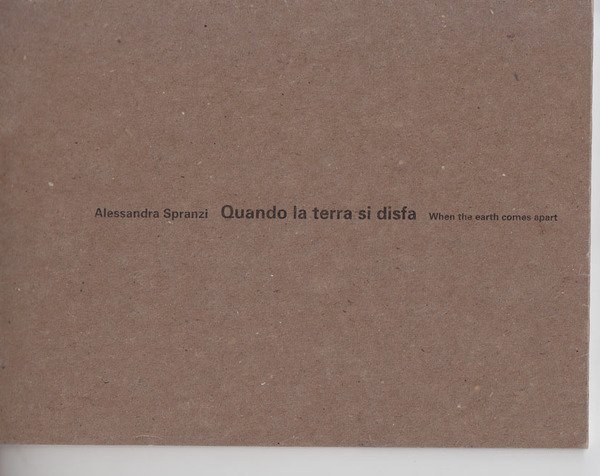 Alessandra Spranzi Quando la terra si disfa When the earth comes apart